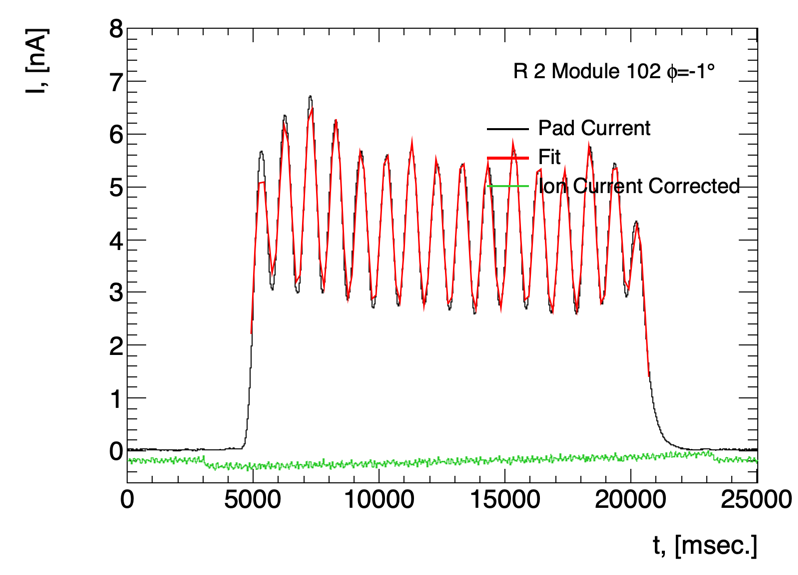 I, [nA]
8
7
6
5
4
3
2
1
0
R 2 Module 102 ϕ=-1°
Pad Current
Fit
Ion Current Corrected
0 5000 10000 15000 20000 25000
t, [msec.]